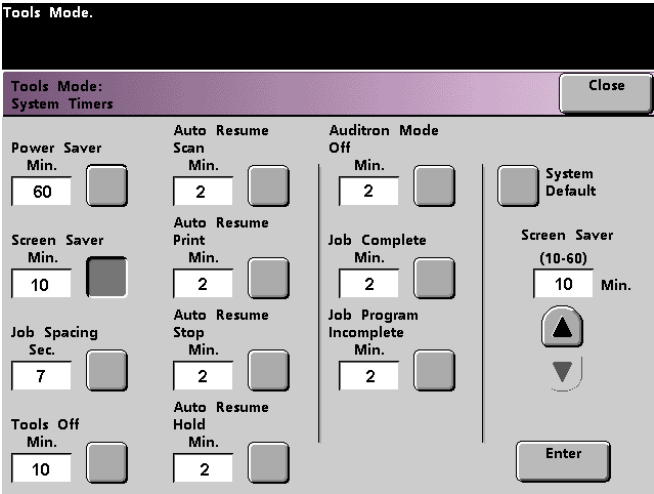 Tools Mode.
Tools Mode:
System Timers
Close
Power Saver
Min.
60
Screen Saver
Min.
10
Job Spacing
Sec.
7
Tools Off
Min.
10
Auto Resume
Scan
Min.
2
Auto Resume
Print
Min.
2
Auto Resume
Stop
Min.
2
Auto Resume
Hold
Min.
2
Auditron Mode
Off
Min.
2
Job Complete
Min.
2
Job Program
Incomplete
Min.
2
System
Default
Screen Saver
(10-60)
10 Min.
Enter